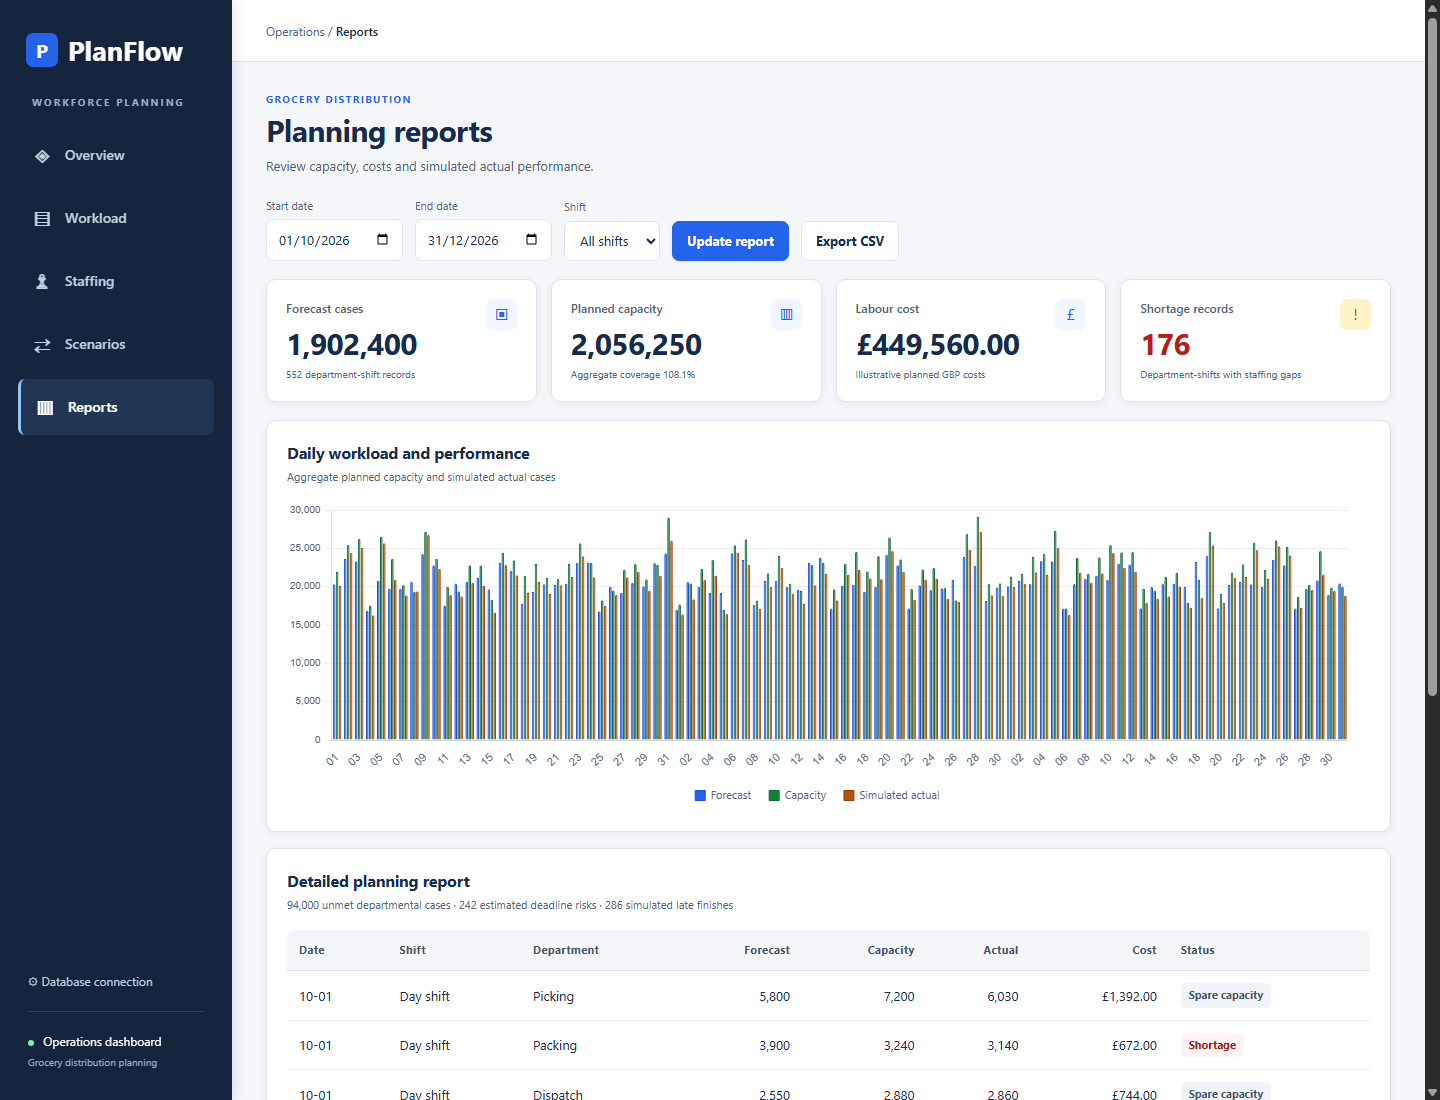 P PlanFlow
WORKFORCE PLANNING
Overview
Workload
Staffing
Scenarios
Reports
Database connection
Operations dashboard
Grocery distribution planning
Operations / Reports
GROCERY DISTRIBUTION
Planning reports
Review capacity, costs and simulated actual performance.
Start date End date Shift
01/10/2026 31/12/2026 All shifts Update report Export CSV
Forecast cases
1,902,400
552 department-shift records
Planned capacity
2,056,250
Aggregate coverage 108.1%
Labour cost £
£449,560.00
Illustrative planned GBP costs
Shortage records !
176
Department-shifts with staffing gaps
Daily workload and performance
Aggregate planned capacity and simulated actual cases
30,000
25,000
20,000
15,000
10,000
5,000
0
01 03 05 07 09 11 13 15 17 19 21 23 25 27 29 31 02 04 06 08 10 12 14 16 18 20 22 24 26 28 30 02 04 06 08 10 12 14 16 18 20 22 24 26 28 30
Forecast Capacity Simulated actual
Detailed planning report
94,000 unmet departmental cases · 242 estimated deadline risks · 286 simulated late finishes
Date Shift Department Forecast Capacity Actual Cost Status
10-01 Day shift Picking 5,800 7,200 6,030 £1,392.00 Spare capacity
10-01 Day shift Packing 3,900 3,240 3,140 £672.00 Shortage
10-01 Day shift Dispatch 2,550 2,880 2,860 £744.00 Spare capacity